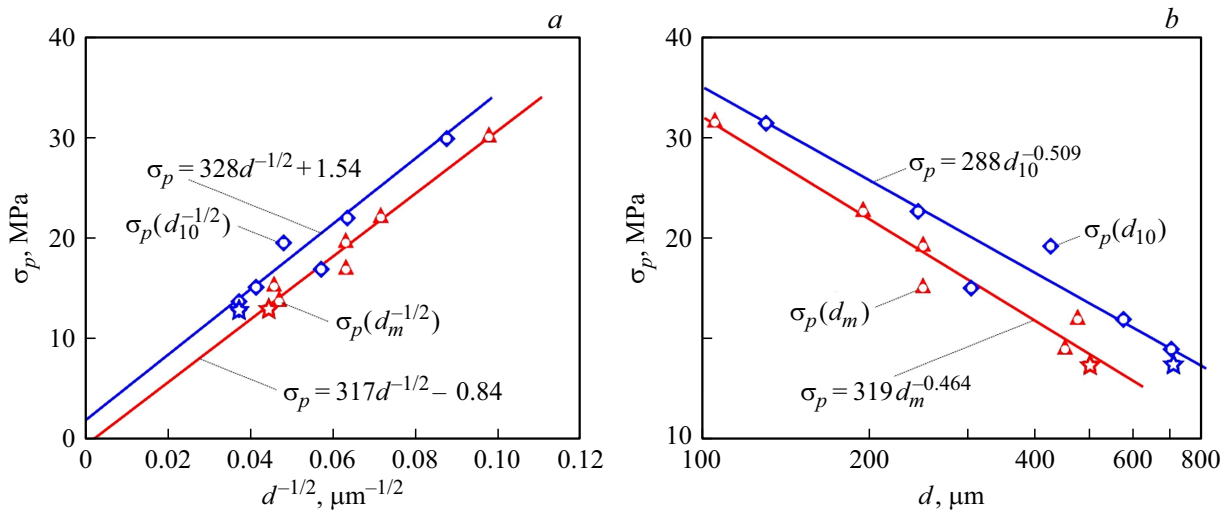 a
40
30
20
10
0
σp, MPa
σp = 328d^−1/2 + 1.54
σp(d10^−1/2)
σp(dm^−1/2)
σp = 317d^−1/2 − 0.84
0 0.02 0.04 0.06 0.08 0.10 0.12
d^−1/2, μm^−1/2
b
40
30
20
10
σp, MPa
σp = 288d10^−0.509
σp(d10)
σp(dm)
σp = 319dm^−0.464
100 200 400 600 800
d, μm